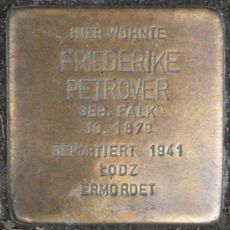 HIER WOHNTE
FRIEDERIKE
PETROVER
GEB. FALK
JG. 1879
DEPORTIERT 1941
ŁODZ
ERMORDET